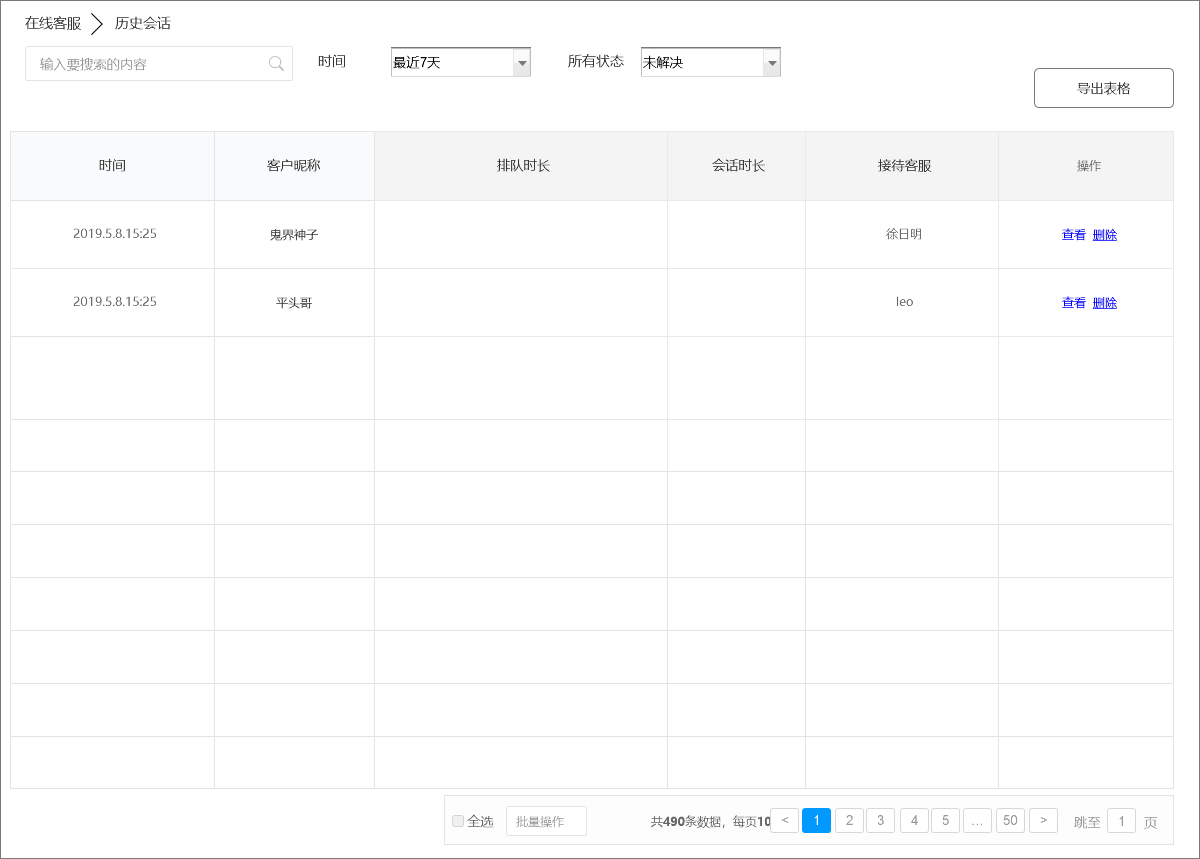 在线客服 历史会话
输入要搜索的内容 时间 最近7天 所有状态 未解决
导出表格
时间 客户昵称 排队时长 会话时长 接待客服 操作
2019.5.8.15:25 鬼界神子 徐日明 查看 删除
2019.5.8.15:25 平头哥 leo 查看 删除
全选 批量操作 共490条数据，每页10 < 1 2 3 4 5 ... 50 > 跳至 1 页